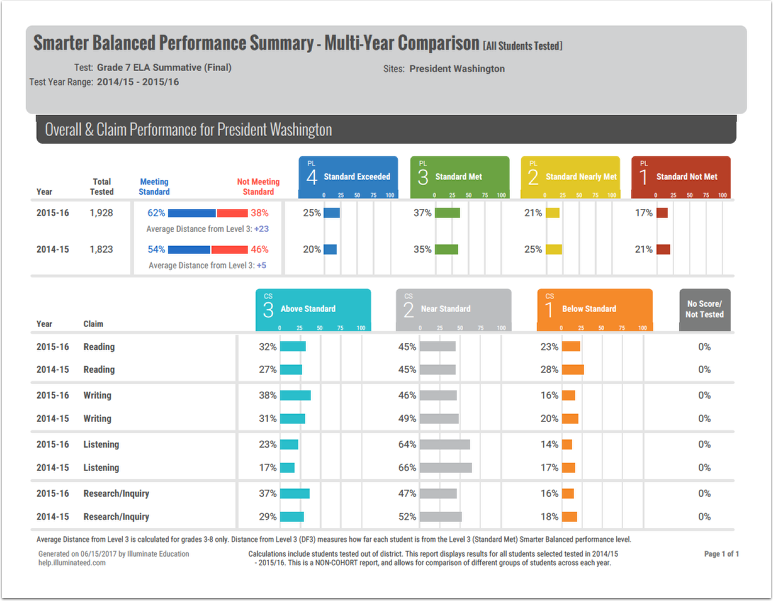 Smarter Balanced Performance Summary - Multi-Year Comparison [All Students Tested]
Test: Grade 7 ELA Summative (Final) Sites: President Washington
Test Year Range: 2014/15 - 2015/16
Overall & Claim Performance for President Washington
Year Total Tested Meeting Standard Not Meeting Standard PL 4 Standard Exceeded PL 3 Standard Met PL 2 Standard Nearly Met PL 1 Standard Not Met
0 25 50 75 100 0 25 50 75 100 0 25 50 75 100 0 25 50 75 100
2015-16 1,928 62% 38% 25% 37% 21% 17%
Average Distance from Level 3: +23
2014-15 1,823 54% 46% 20% 35% 25% 21%
Average Distance from Level 3: +5
Year Claim CS 3 Above Standard CS 2 Near Standard CS 1 Below Standard No Score/ Not Tested
0 25 50 75 100 0 25 50 75 100 0 25 50 75 100
2015-16 Reading 32% 45% 23% 0%
2014-15 Reading 27% 45% 28% 0%
2015-16 Writing 38% 46% 16% 0%
2014-15 Writing 31% 49% 20% 0%
2015-16 Listening 23% 64% 14% 0%
2014-15 Listening 17% 66% 17% 0%
2015-16 Research/Inquiry 37% 47% 16% 0%
2014-15 Research/Inquiry 29% 52% 18% 0%
Average Distance from Level 3 is calculated for grades 3-8 only. Distance from Level 3 (DF3) measures how far each student is from the Level 3 (Standard Met) Smarter Balanced performance level.
Generated on 06/15/2017 by Illuminate Education
help.illuminateed.com
Calculations include students tested out of district. This report displays results for all students selected tested in 2014/15
- 2015/16. This is a NON-COHORT report, and allows for comparison of different groups of students across each year.
Page 1 of 1